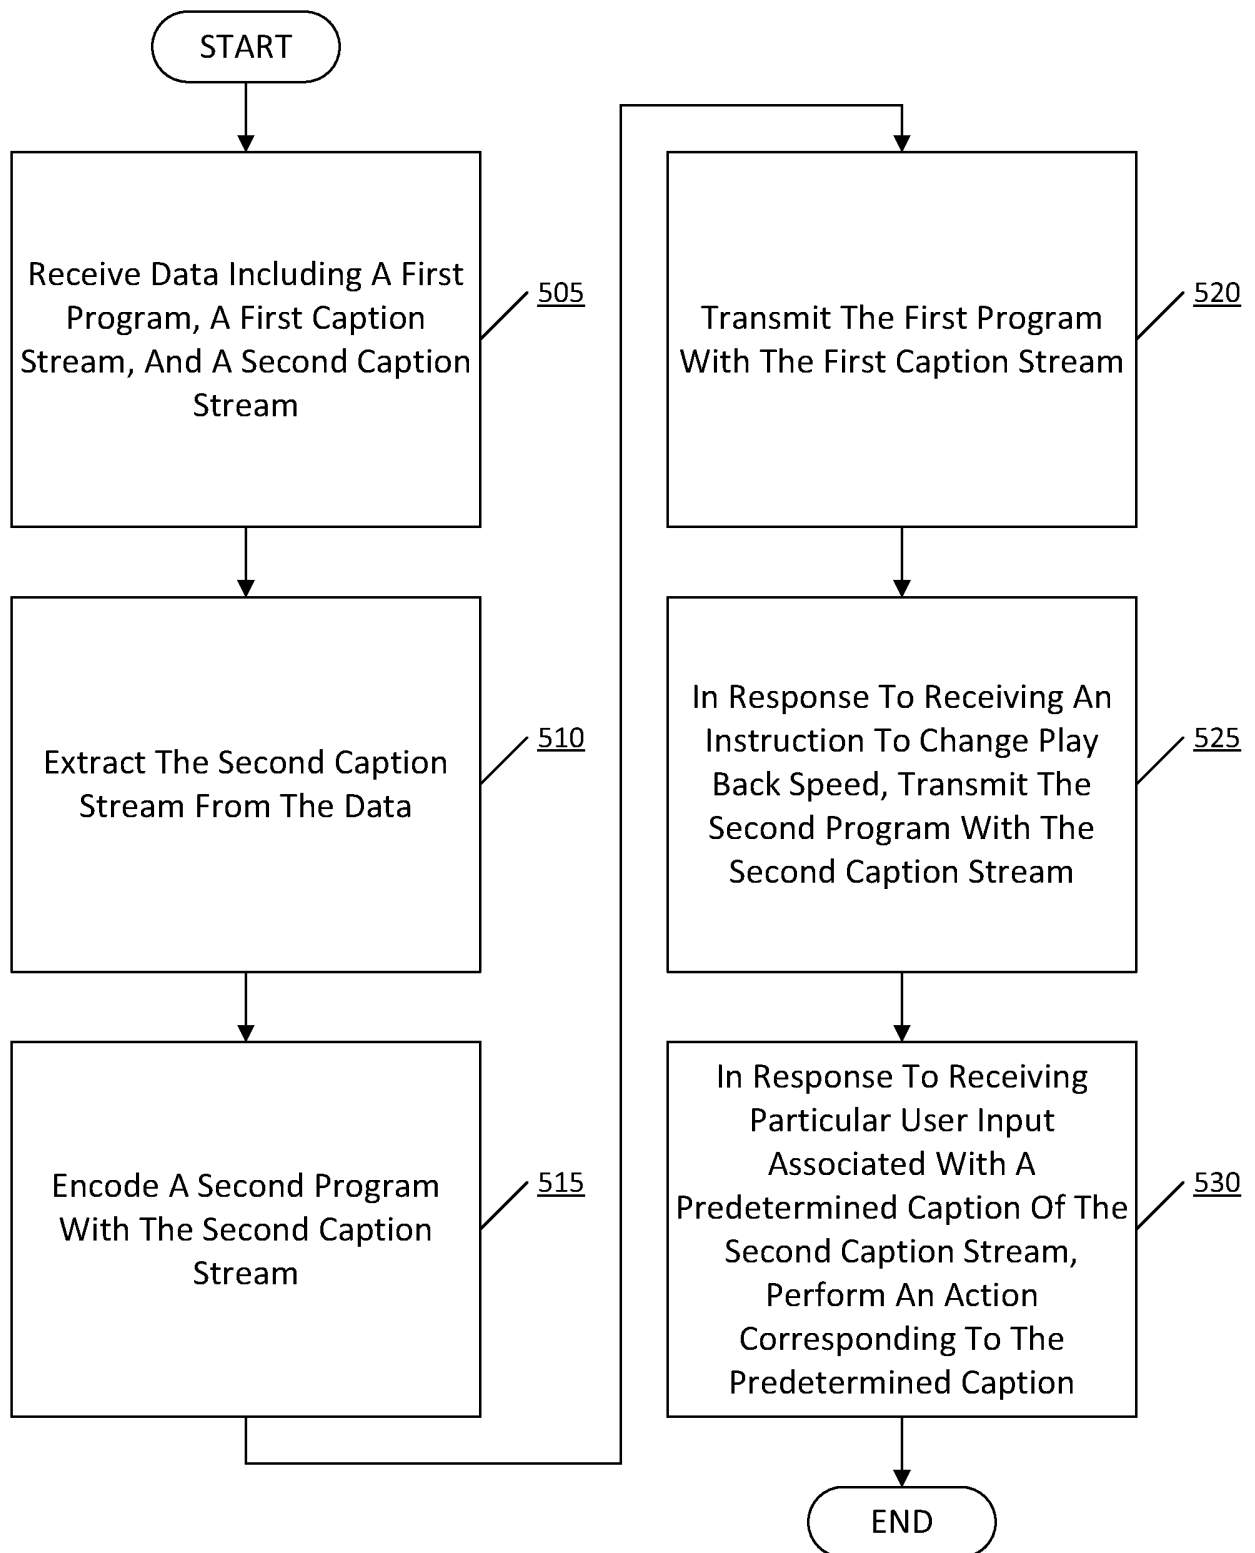 START
Receive Data Including A First
Program, A First Caption
Stream, And A Second Caption
Stream
505
Extract The Second Caption
Stream From The Data
510
Encode A Second Program
With The Second Caption
Stream
515
Transmit The First Program
With The First Caption Stream
520
In Response To Receiving An
Instruction To Change Play
Back Speed, Transmit The
Second Program With The
Second Caption Stream
525
In Response To Receiving
Particular User Input
Associated With A
Predetermined Caption Of The
Second Caption Stream,
Perform An Action
Corresponding To The
Predetermined Caption
530
END